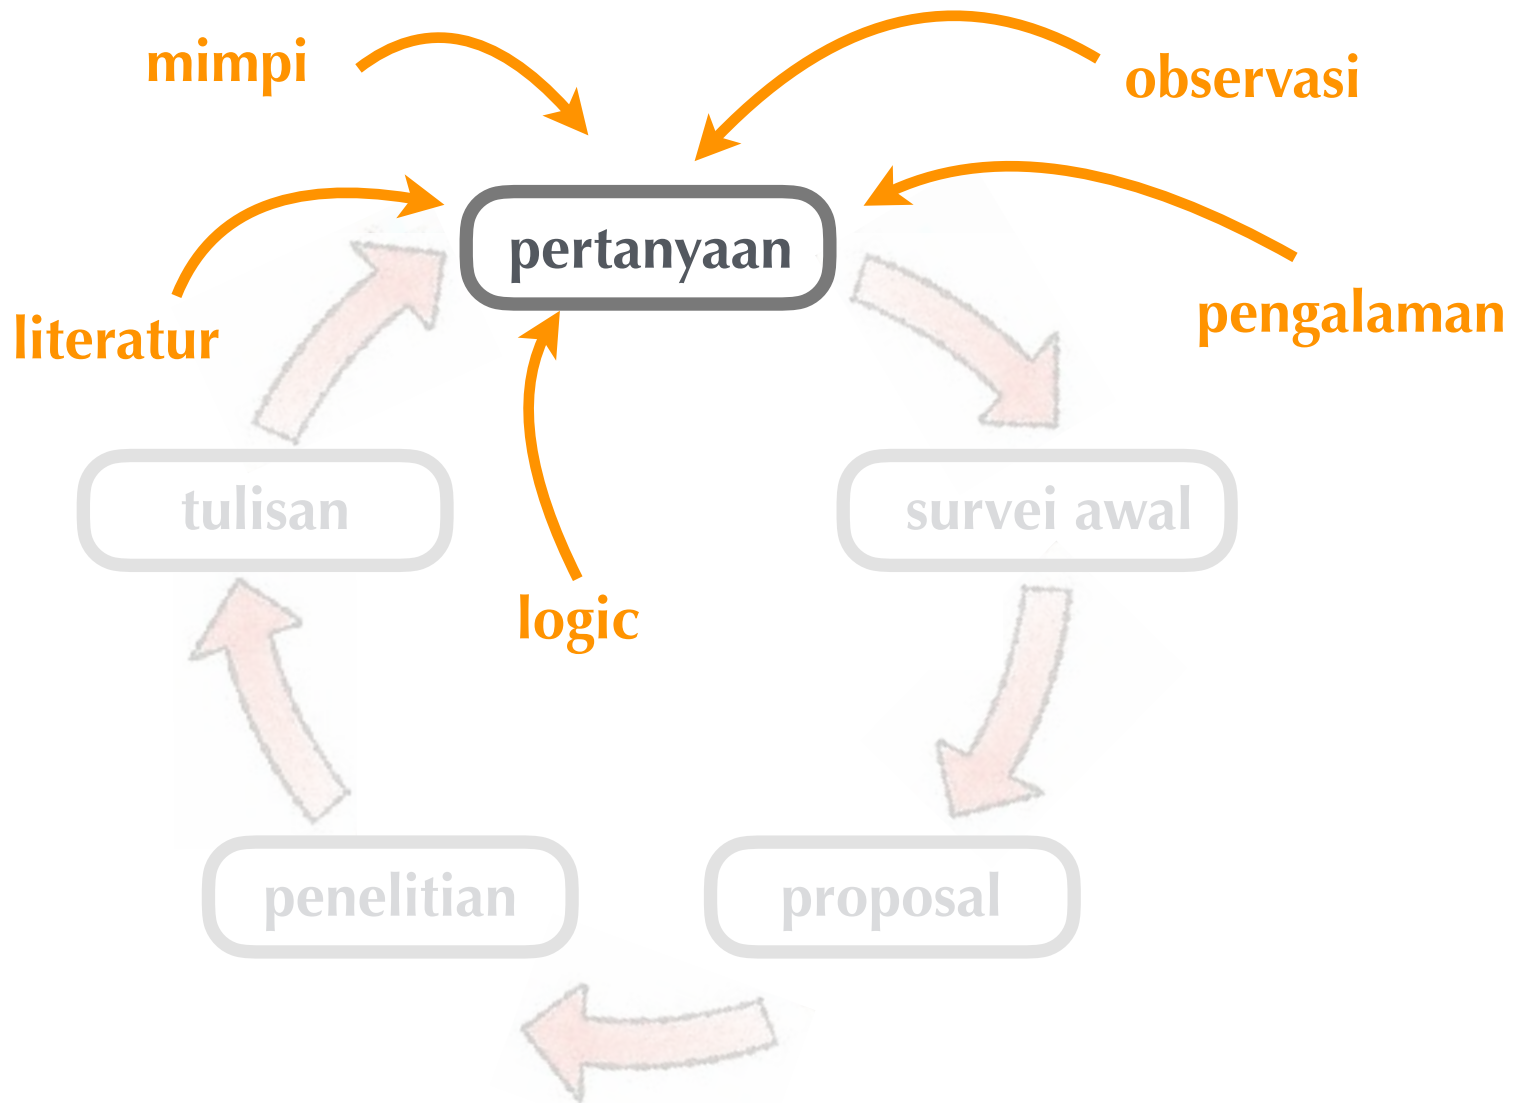 mimpi
observasi
pertanyaan
literatur
pengalaman
tulisan
survei awal
logic
penelitian
proposal